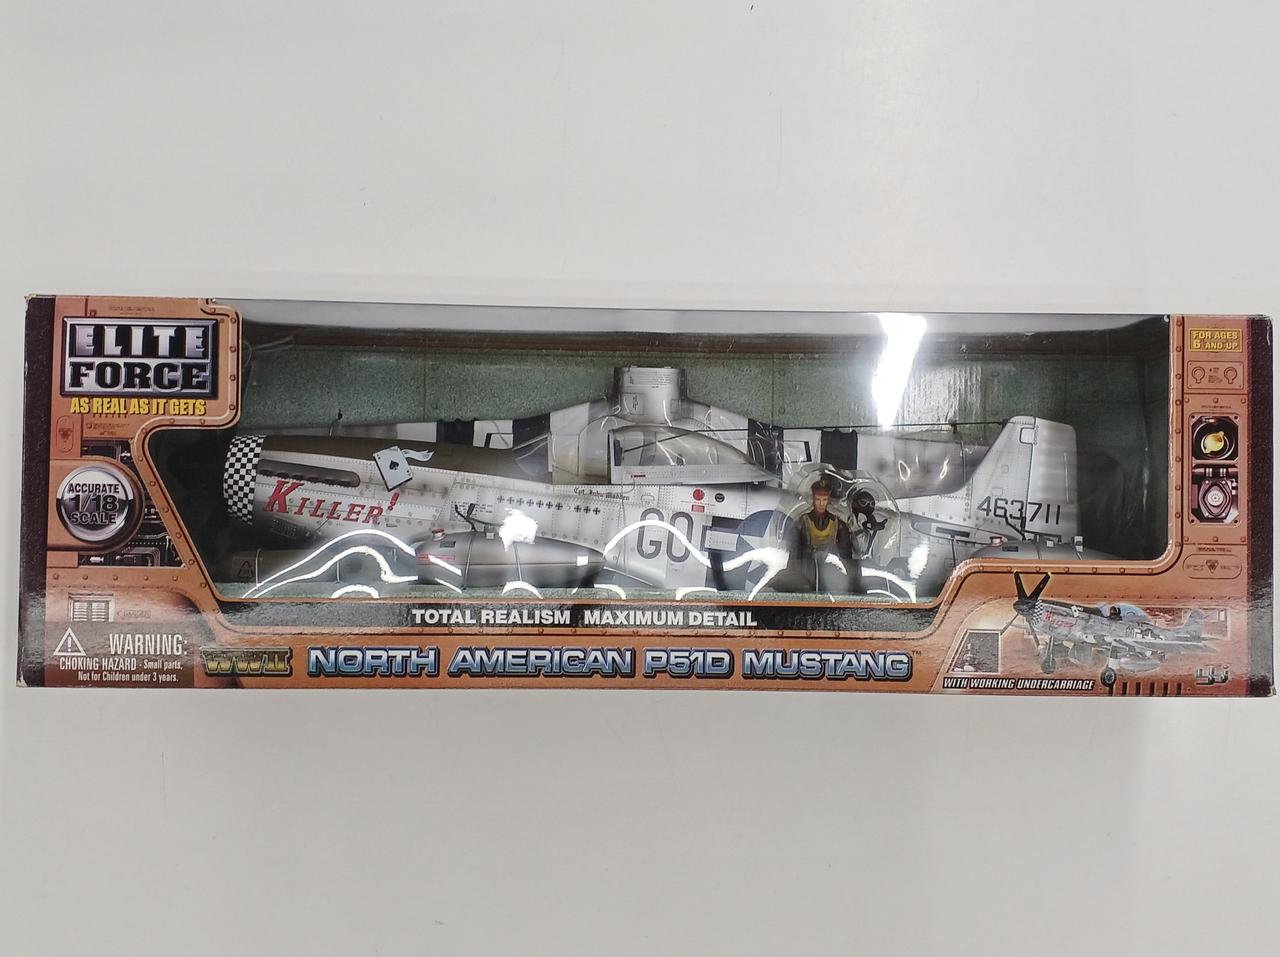 ELITE
FORCE
AS REAL AS IT GETS
ACCURATE
1/18
SCALE
FOR AGES
6 AND UP
KILLER!
GO
463711
TOTAL REALISM MAXIMUM DETAIL
WARNING:
CHOKING HAZARD - Small parts.
Not for Children under 3 years.
WWII NORTH AMERICAN P51D MUSTANG™
WITH WORKING UNDERCARRIAGE